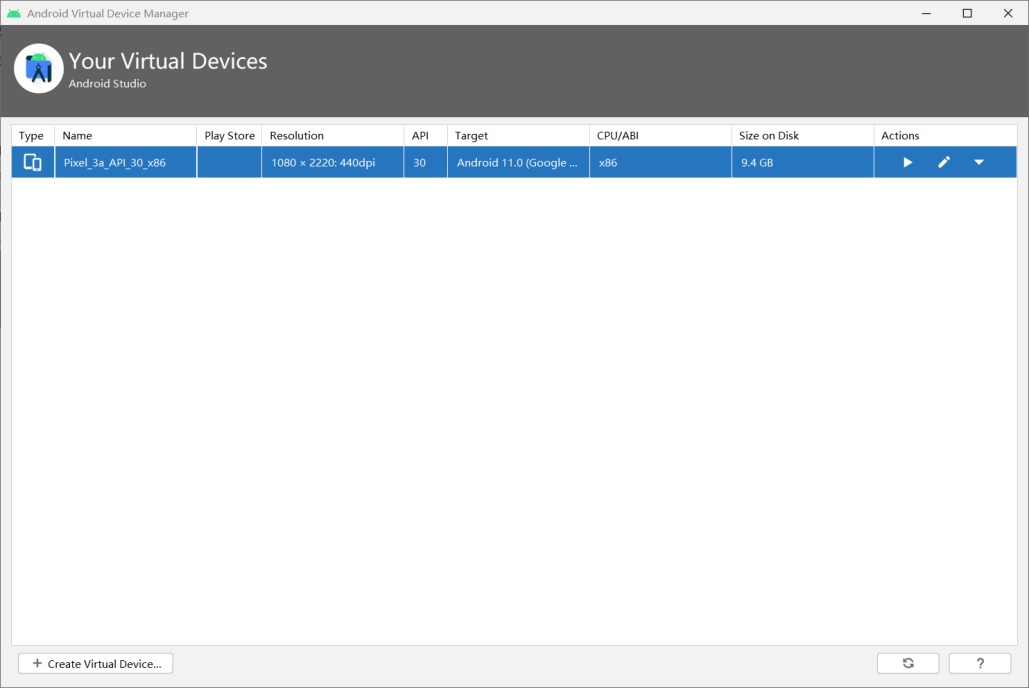 Android Virtual Device Manager
Your Virtual Devices
Android Studio
Type Name Play Store Resolution API Target CPU/ABI Size on Disk Actions
Pixel_3a_API_30_x86 1080 × 2220: 440dpi 30 Android 11.0 (Google ... x86 9.4 GB
+ Create Virtual Device... ?